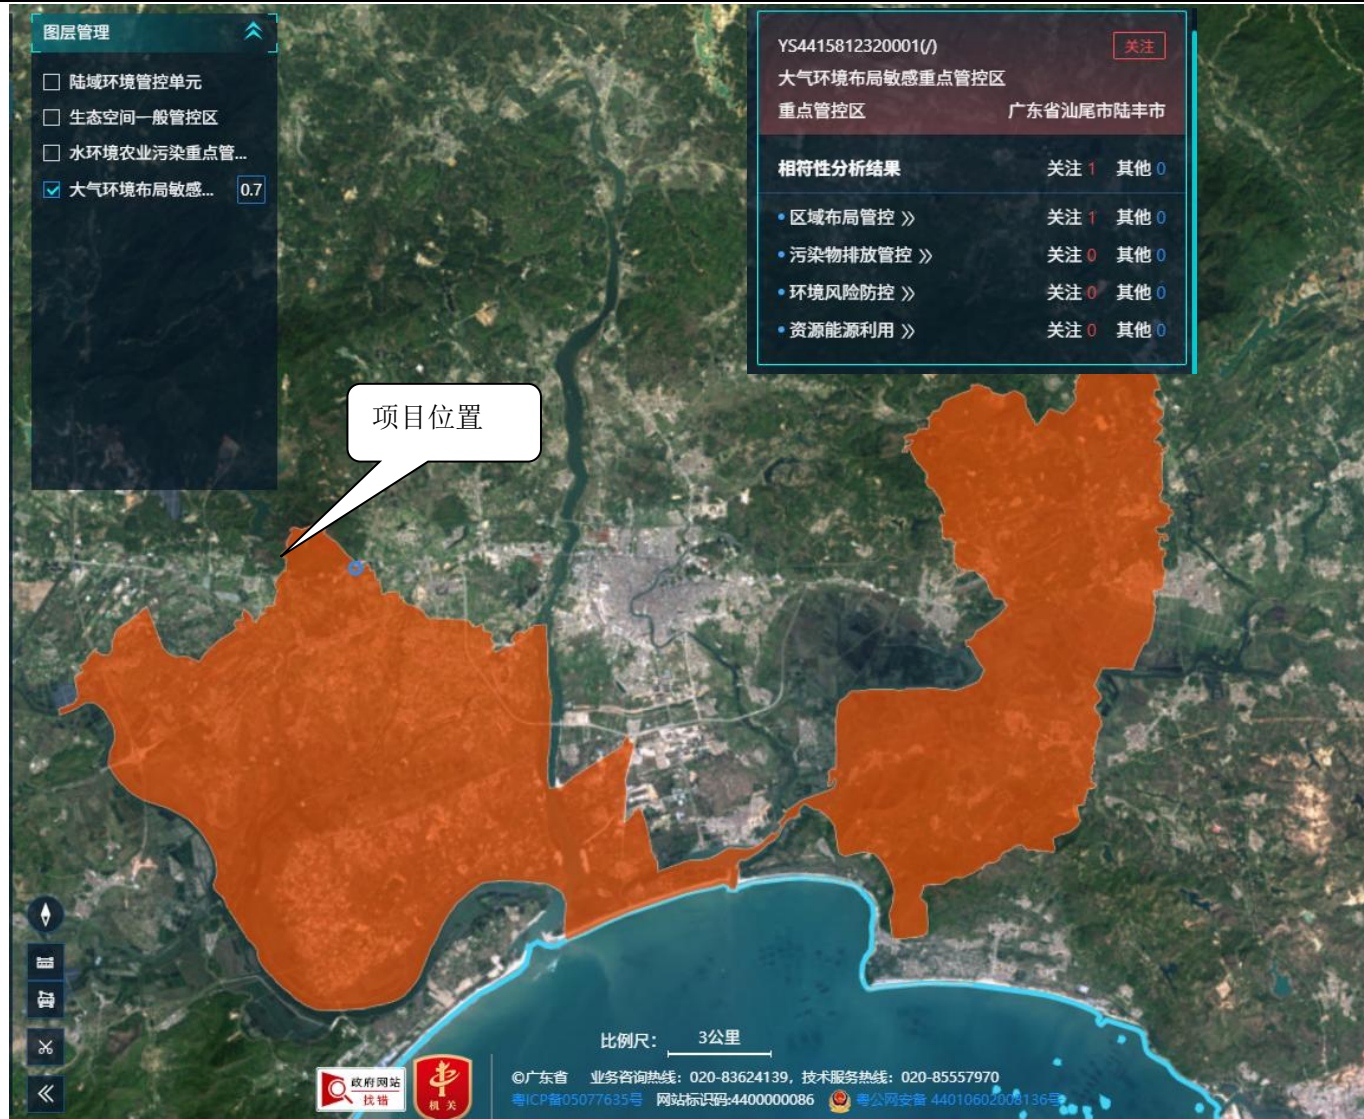 图层管理
陆域环境管控单元
生态空间一般管控区
水环境农业污染重点管...
大气环境布局敏感... 0.7
YS4415812320001(/) 关注
大气环境布局敏感重点管控区
重点管控区 广东省汕尾市陆丰市
相符性分析结果 关注 1 其他 0
区域布局管控 关注 1 其他 0
污染物排放管控 关注 0 其他 0
环境风险防控 关注 0 其他 0
资源能源利用 关注 0 其他 0
项目位置
比例尺： 3公里
政府网站
找错
机关
©广东省 业务咨询热线：020-83624139，技术服务热线：020-85557970
粤ICP备05077635号 网站标识码:4400000086 粤公网安备 44010602008136号